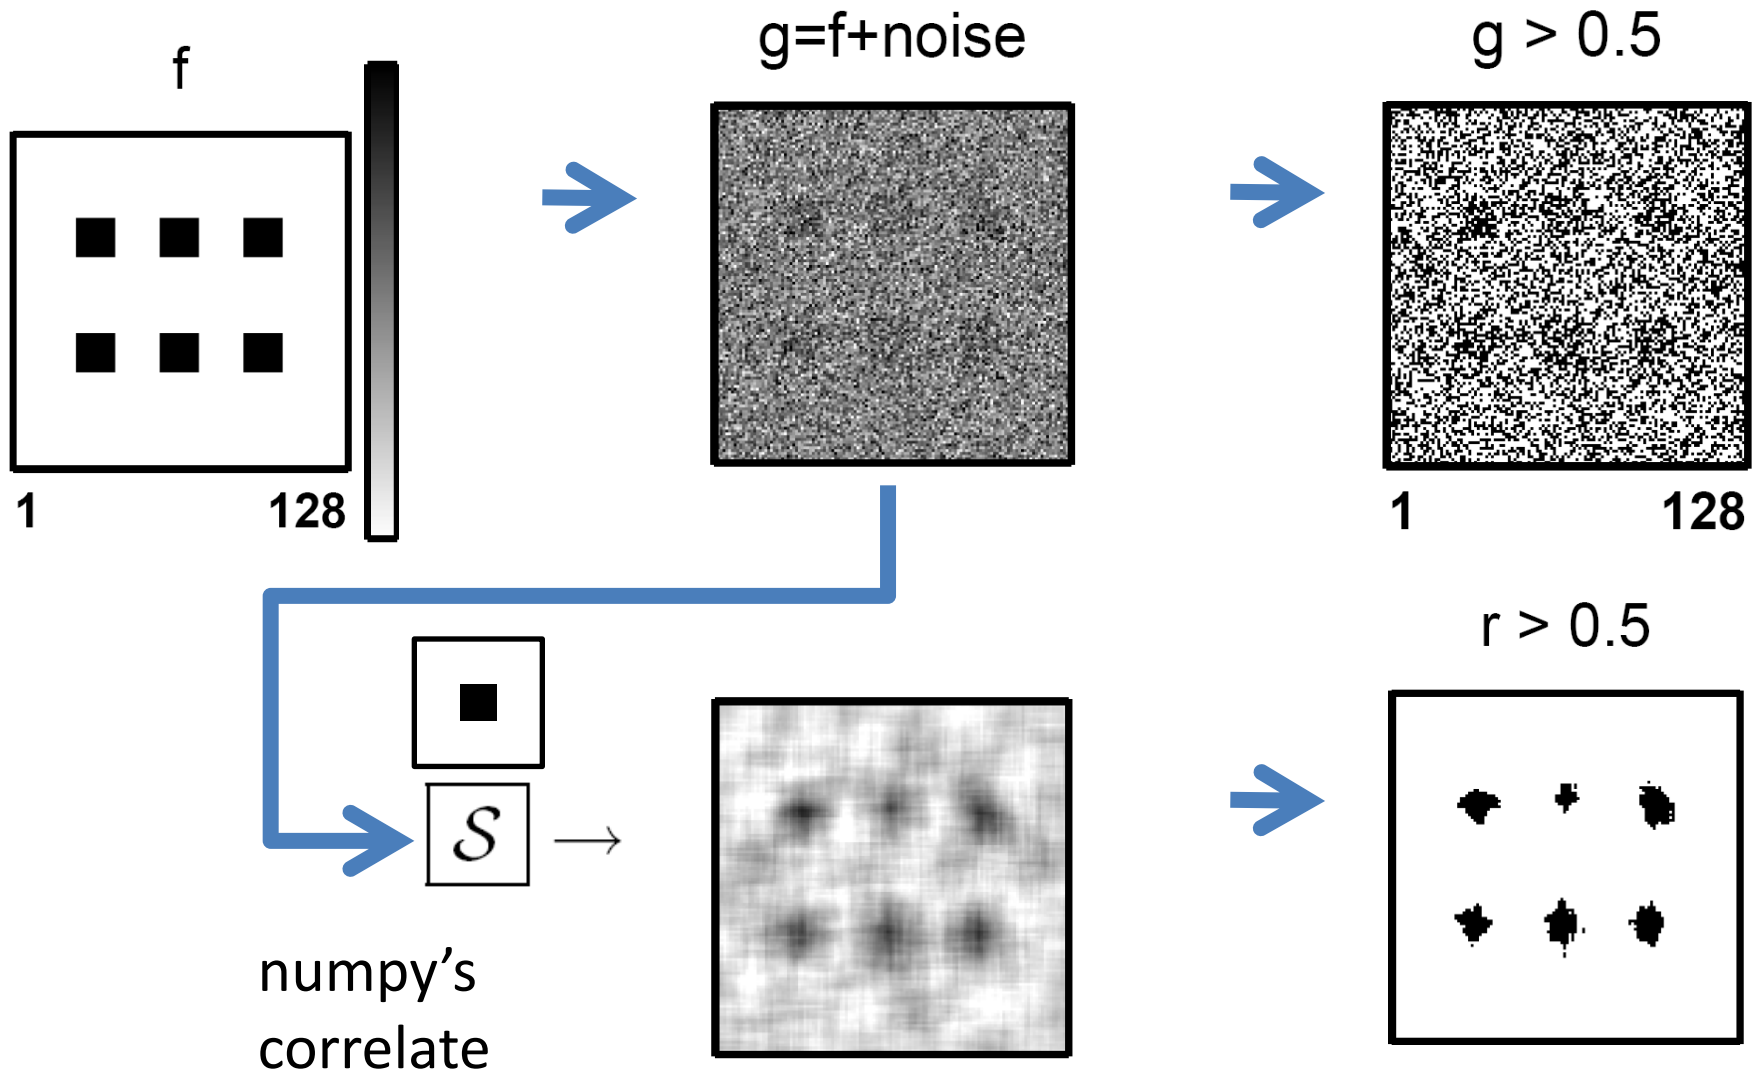 f
g=f+noise
g > 0.5
1 128
1 128
r > 0.5
S
numpy’s
correlate